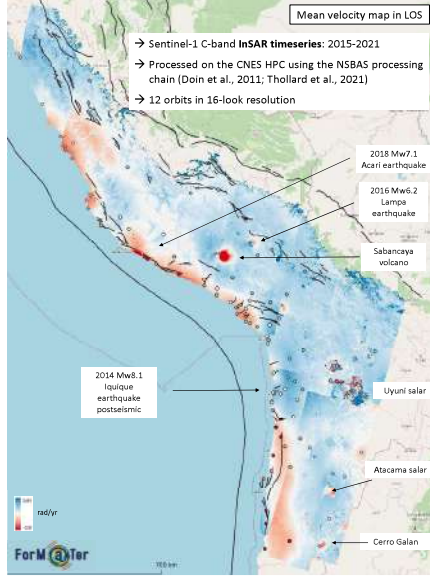 Mean velocity map in LOS
→ Sentinel-1 C-band InSAR timeseries: 2015-2021
→ Processed on the CNES HPC using the NSBAS processing
chain (Doin et al., 2011; Thollard et al., 2021)
→ 12 orbits in 16-look resolution
2018 Mw7.1
Acari earthquake
2016 Mw6.2
Lampa
earthquake
Sabancaya
volcano
2014 Mw8.1
Iquique
earthquake
postseismic
Uyuni salar
Atacama salar
rad/yr
ForM@Ter
Cerro Galan